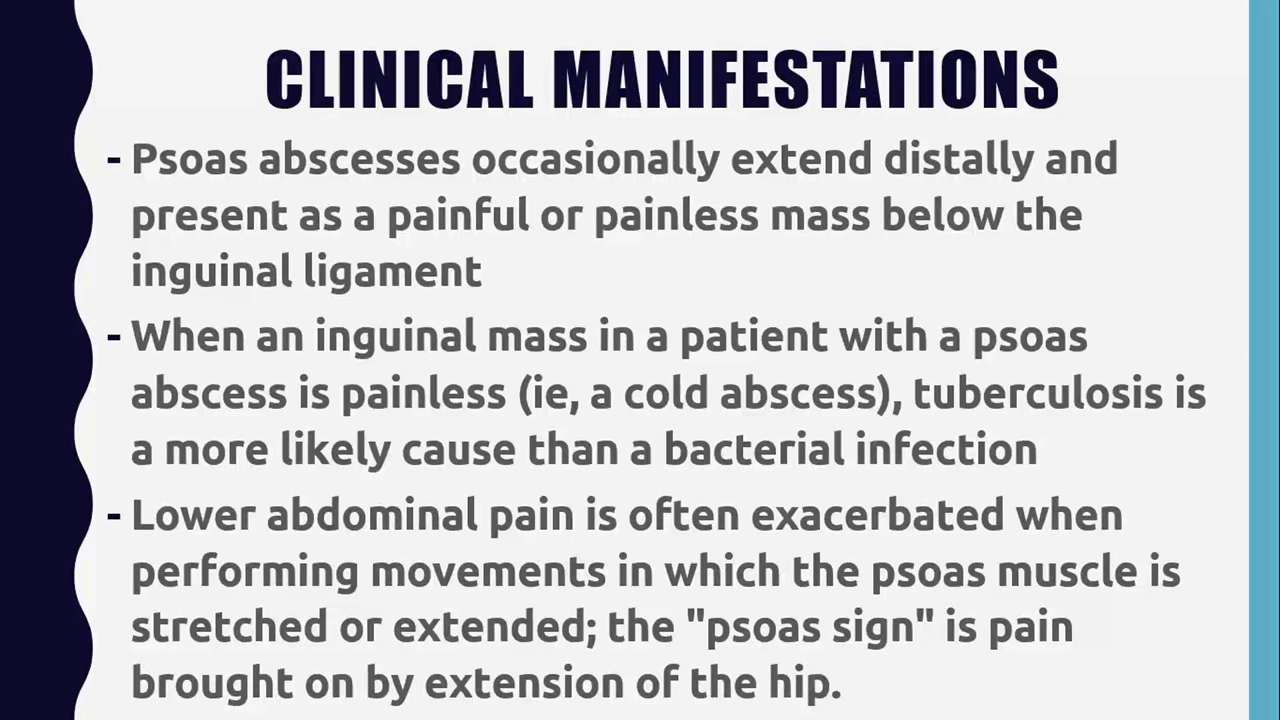 CLINICAL MANIFESTATIONS
- Psoas abscesses occasionally extend distally and
present as a painful or painless mass below the
inguinal ligament
- When an inguinal mass in a patient with a psoas
abscess is painless (ie, a cold abscess), tuberculosis is
a more likely cause than a bacterial infection
- Lower abdominal pain is often exacerbated when
performing movements in which the psoas muscle is
stretched or extended; the "psoas sign" is pain
brought on by extension of the hip.